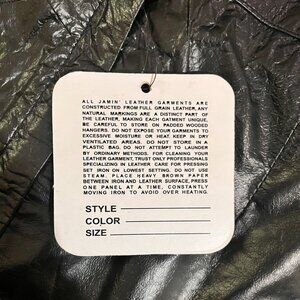 ALL JAMIN' LEATHER GARMENTS ARE
CONSTRUCTED FROM FULL GRAIN LEATHER, ANY
NATURAL MARKINGS ARE A DISTINCT PART OF
THE LEATHER, MAKING EACH GATMENT UNIQUE.
BE CAREFUL TO STORE ON PADDED WOODED
HANGERS. DO NOT EXPOSE YOUR GARMENTS TO
EXCESSIVE MOISTURE OR HEAT. KEEP IN DRY
VENTILATED AREAS. DO NOT STORE IN A
PLASTIC BAG. DO NOT ATTEMPT TO LAUNDER
BY ORDINARY METHODS. FOR CLEANING YOUR
LEATHER GARMENT, TRUST ONLY PROFESSIONALS
SPECIALIZING IN LEATHER CARE FOR PRESSING
SET IRON ON LOWEST SETTING. DO NOT USE
STEAM. PLACE HEAVY BROWN PAPER
BETWEEN IRON AND LEATHER SURFACE, PRESS
ONE PANEL AT A TIME, CONSTANTLY
MOVING IRON TO AVOID OVER HEATING.
STYLE
COLOR
SIZE